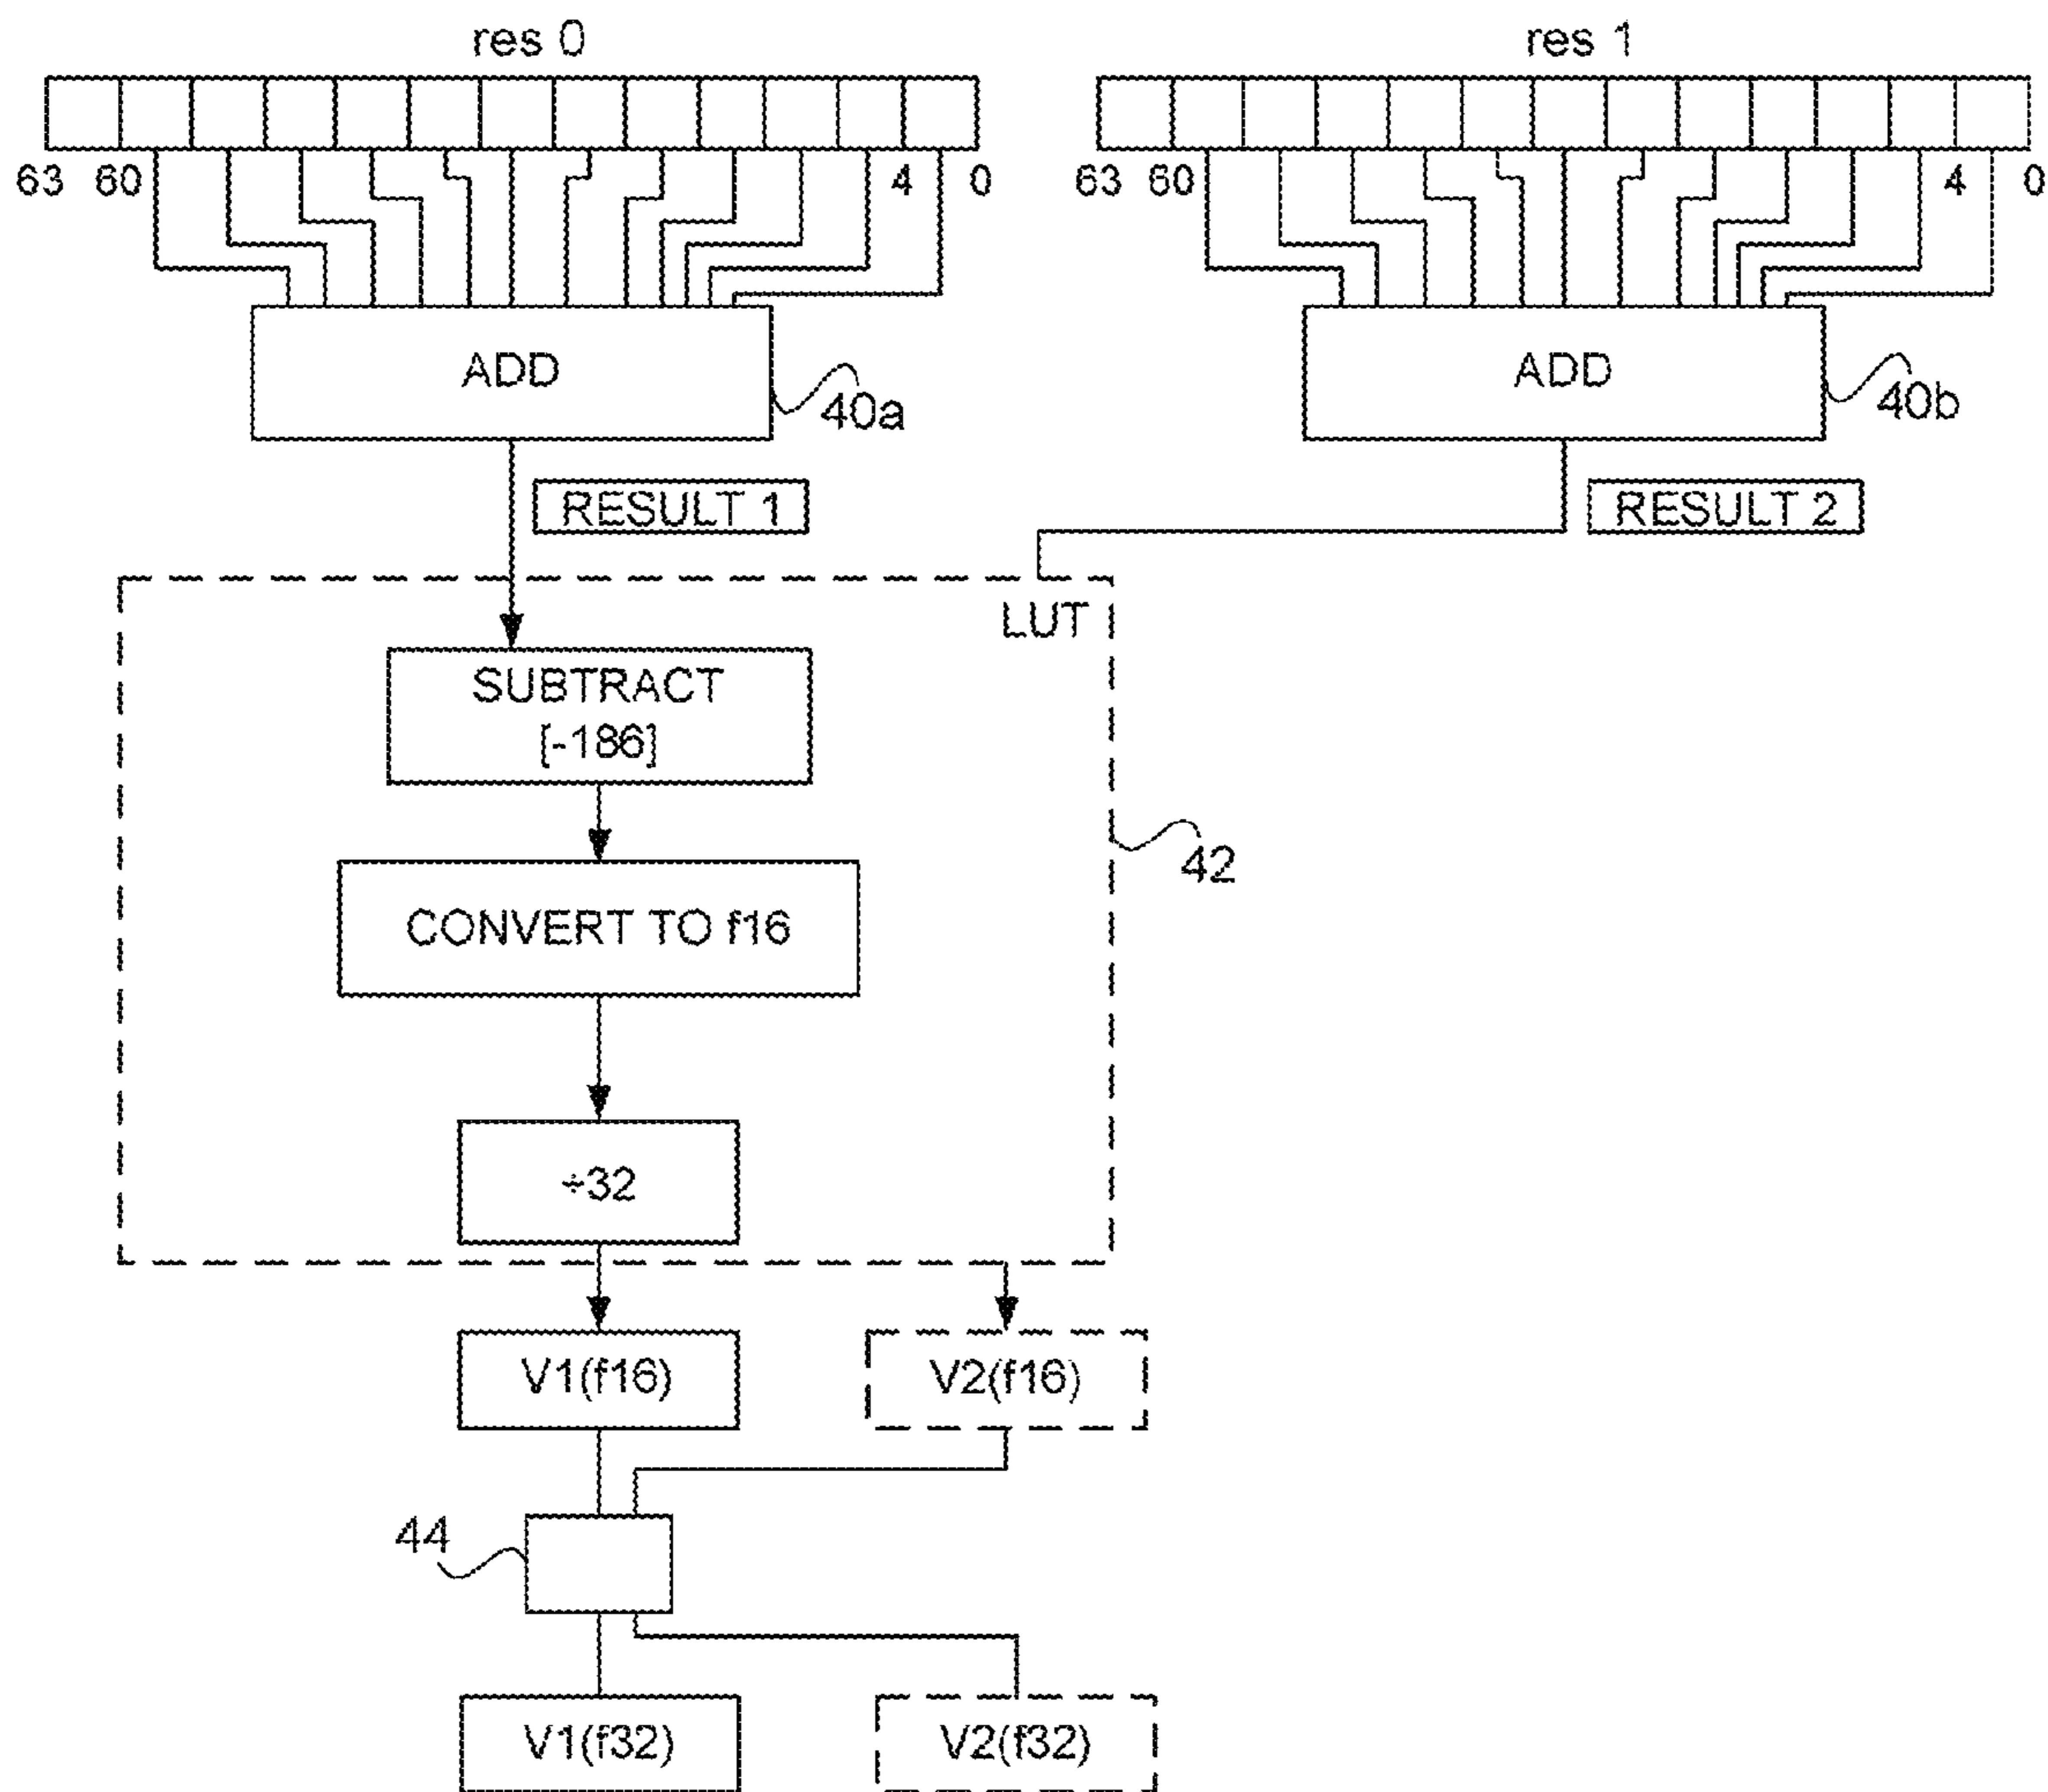 res 0
res 1
63 60 4 0
63 60 4 0
ADD
40a
ADD
40b
RESULT 1
RESULT 2
LUT
SUBTRACT
[-186]
42
CONVERT TO f16
÷32
V1(f16)
V2(f16)
44
V1(f32)
V2(f32)